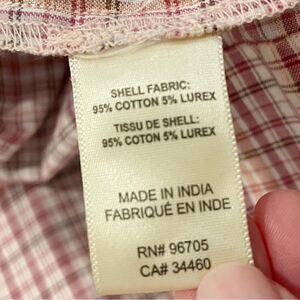 SHELL FABRIC:
95% COTTON 5% LUREX
TISSU DE SHELL:
95% COTTON 5% LUREX
MADE IN INDIA
FABRIQUÉ EN INDE
RN# 96705
CA# 34460